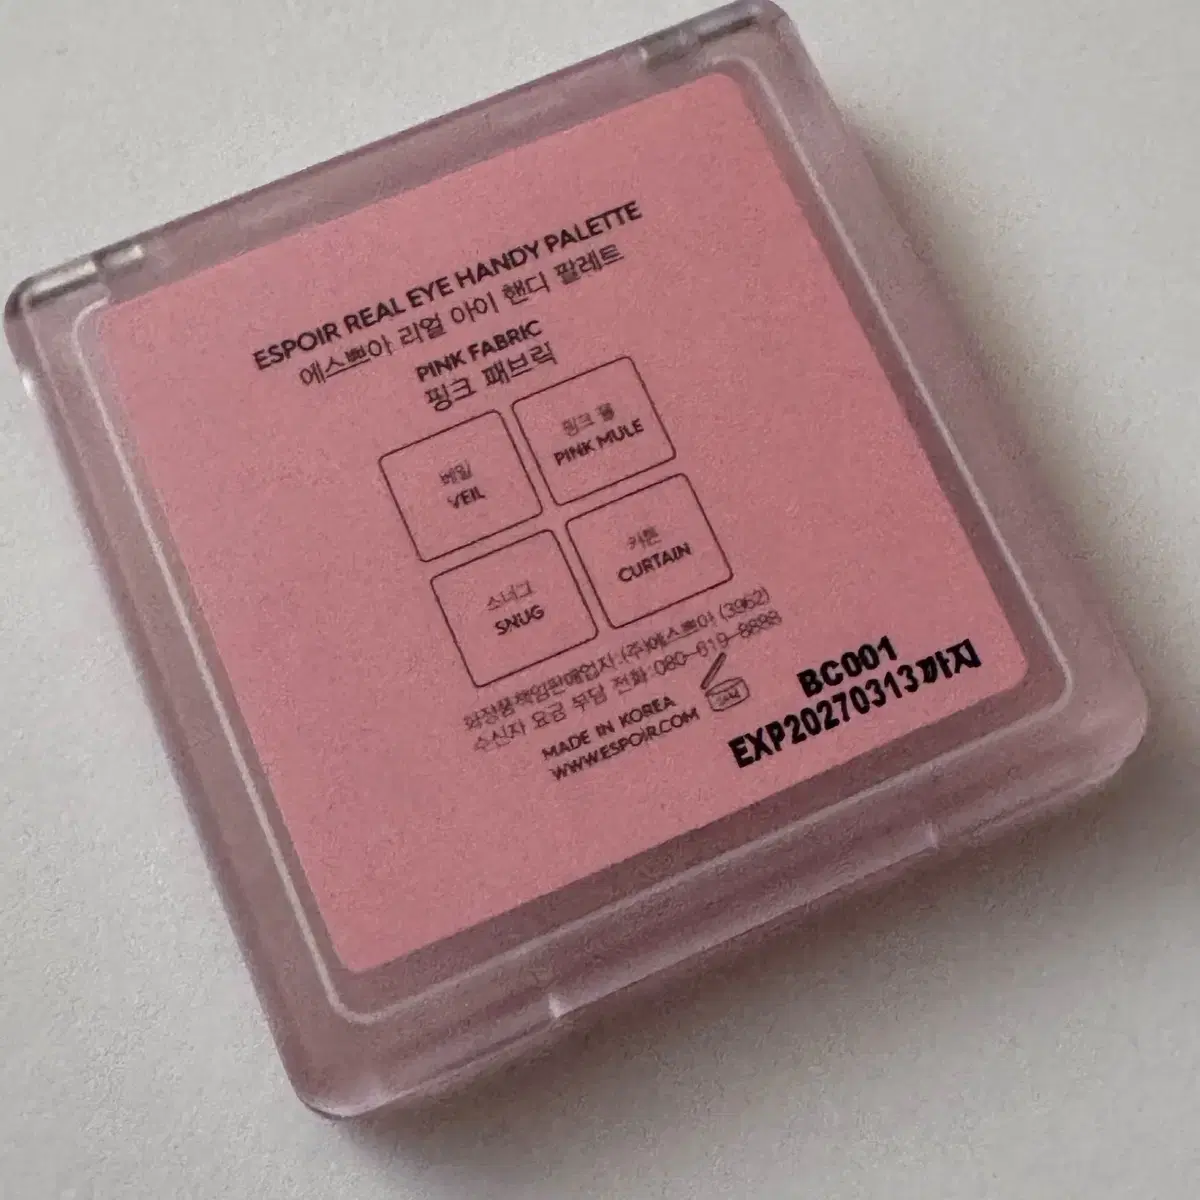 ESPOIR REAL EYE HANDY PALETTE
에스쁘아 리얼 아이 핸디 팔레트
PINK FABRIC
핑크 패브릭
베일
VEIL
핑크 뮬
PINK MULE
스너그
SNUG
커튼
CURTAIN
화장품책임판매업자 :(주)에스쁘아 (3962)
수신자 요금 부담 전화 :080-619-8888
MADE IN KOREA
WWW.ESPOIR.COM
BC001
EXP20270313까지